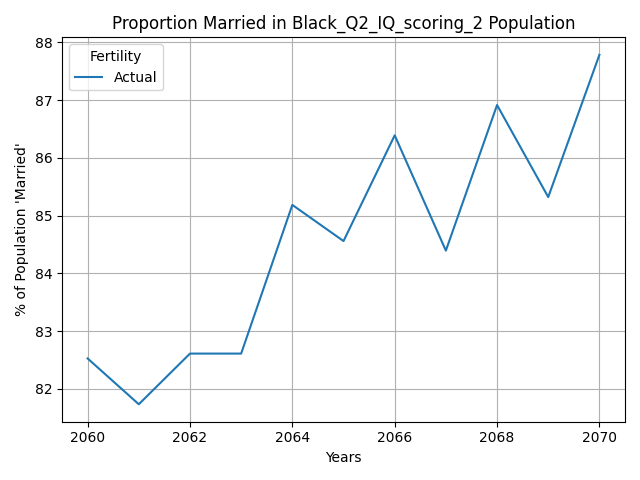 Proportion Married in Black_Q2_IQ_scoring_2 Population
Fertility
Actual
% of Population 'Married'
88
87
86
85
84
83
82
2060 2062 2064 2066 2068 2070
Years